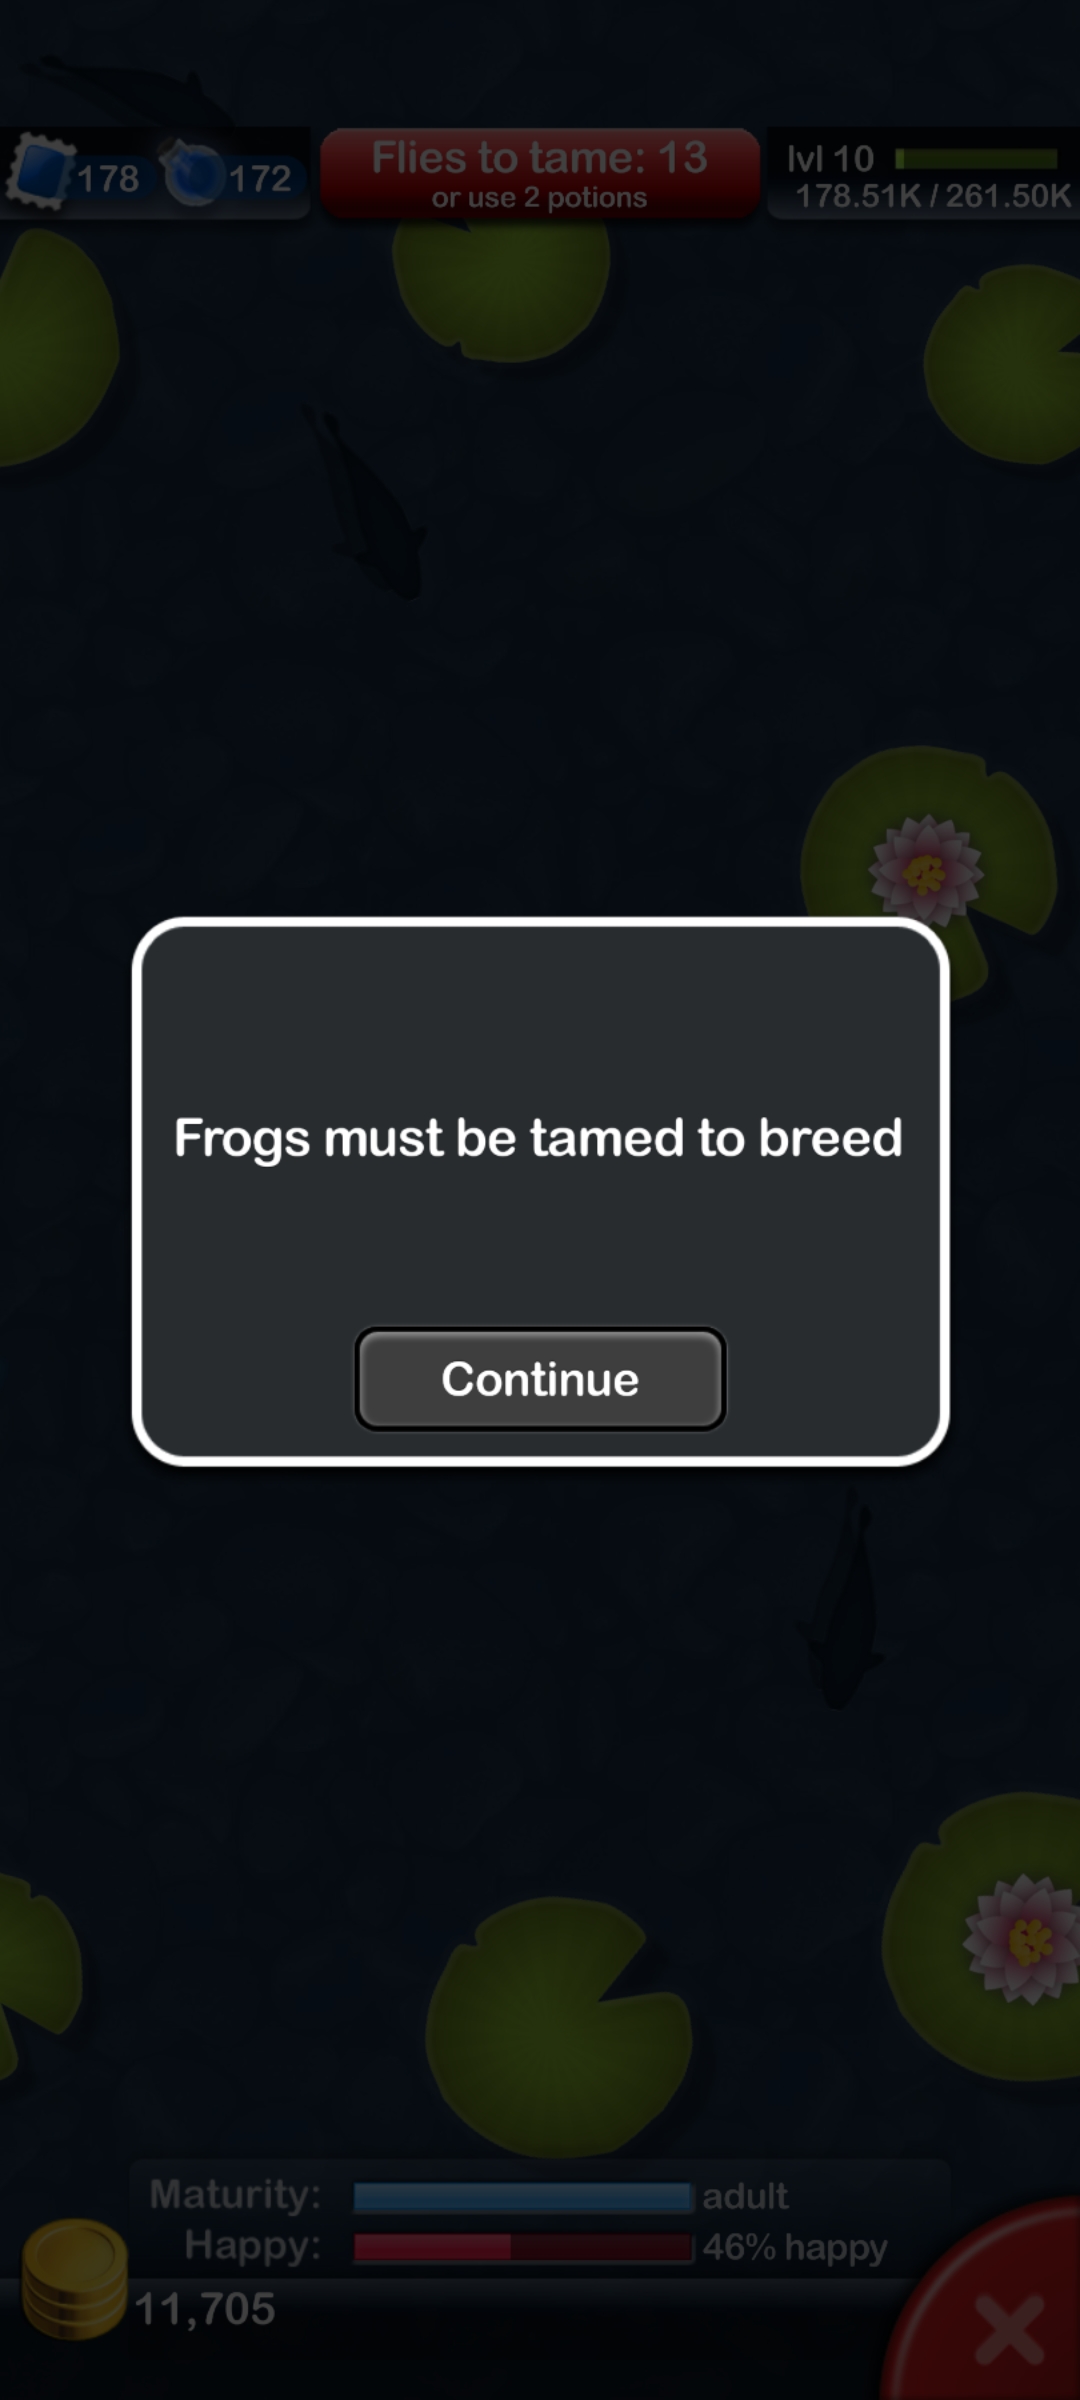 178
172
Flies to tame: 13
or use 2 potions
lvl 10
178.51K / 261.50K
Frogs must be tamed to breed
Continue
Maturity:
adult
Happy:
46% happy
11,705